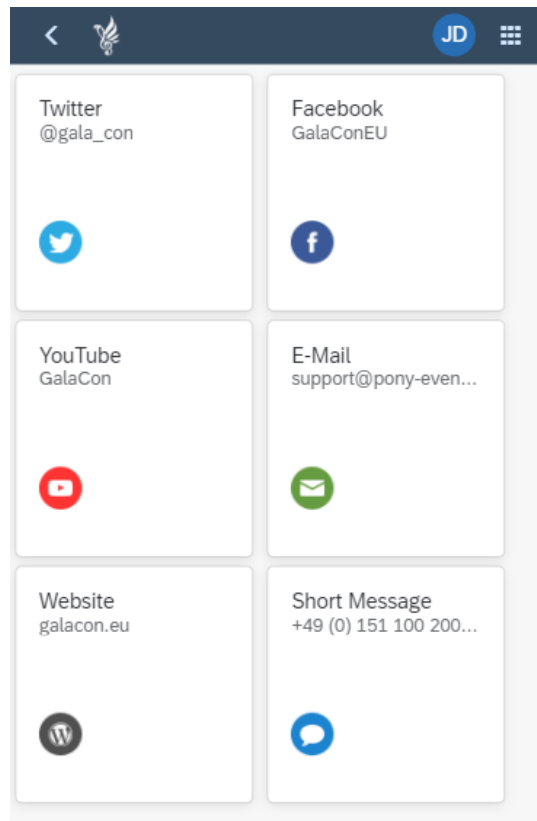 JD
Twitter
@gala_con
Facebook
GalaConEU
YouTube
GalaCon
E-Mail
support@pony-even...
Website
galacon.eu
Short Message
+49 (0) 151 100 200...